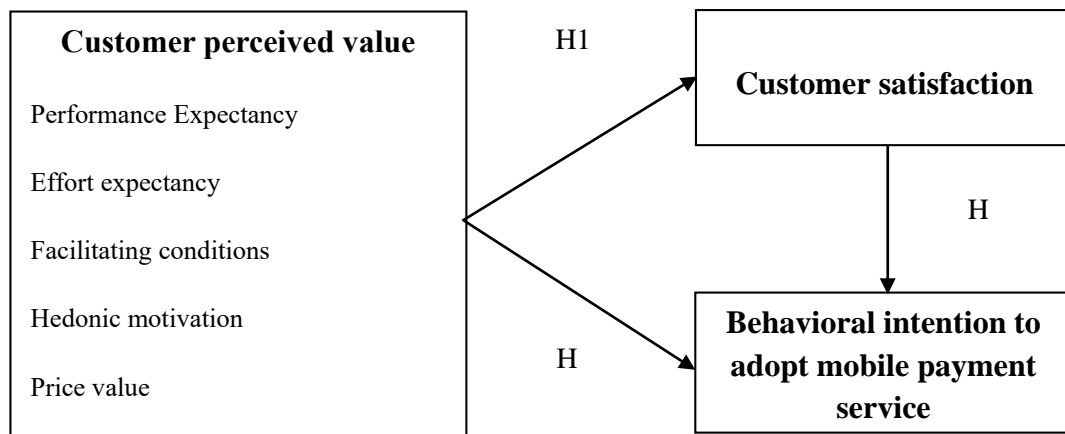 Customer perceived value
Performance Expectancy
Effort expectancy
Facilitating conditions
Hedonic motivation
Price value
H1
Customer satisfaction
H
H
Behavioral intention to
adopt mobile payment
service